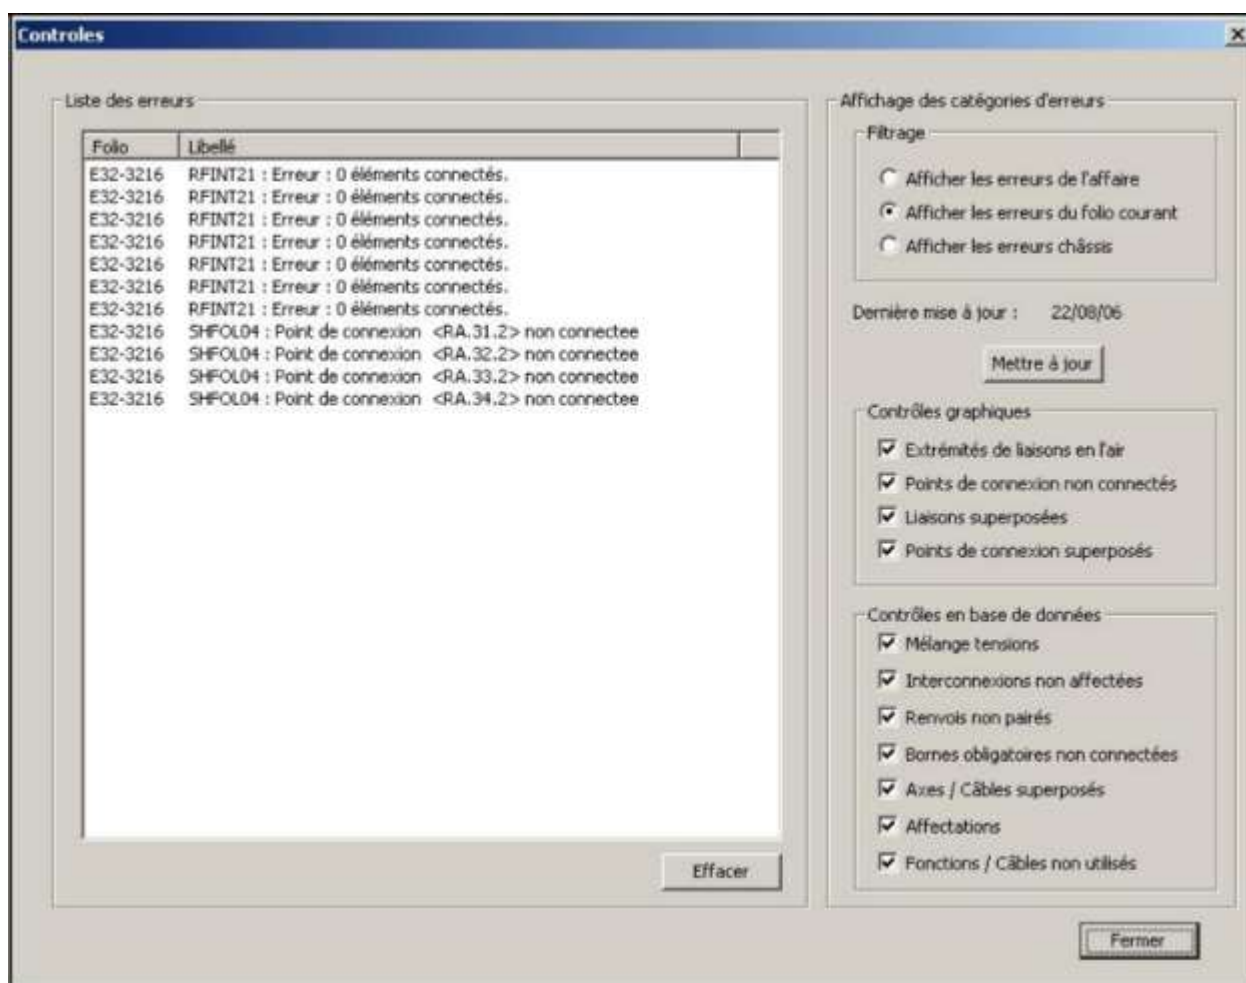 Controles
Liste des erreurs
Folio Libellé
E32-3216 RFINT21 : Erreur : 0 éléments connectés.
E32-3216 RFINT21 : Erreur : 0 éléments connectés.
E32-3216 RFINT21 : Erreur : 0 éléments connectés.
E32-3216 RFINT21 : Erreur : 0 éléments connectés.
E32-3216 RFINT21 : Erreur : 0 éléments connectés.
E32-3216 RFINT21 : Erreur : 0 éléments connectés.
E32-3216 RFINT21 : Erreur : 0 éléments connectés.
E32-3216 SHFOL04 : Point de connexion <RA.31.2> non connectee
E32-3216 SHFOL04 : Point de connexion <RA.32.2> non connectee
E32-3216 SHFOL04 : Point de connexion <RA.33.2> non connectee
E32-3216 SHFOL04 : Point de connexion <RA.34.2> non connectee
Effacer
Affichage des catégories d'erreurs
Filtrage
Afficher les erreurs de l'affaire
Afficher les erreurs du folio courant
Afficher les erreurs châssis
Dernière mise à jour : 22/08/06
Mettre à jour
Contrôles graphiques
Extrémités de liaisons en l'air
Points de connexion non connectés
Liaisons superposées
Points de connexion superposés
Contrôles en base de données
Mélange tensions
Interconnexions non affectées
Renvois non pairés
Bornes obligatoires non connectées
Axes / Câbles superposés
Affectations
Fonctions / Câbles non utilisés
Fermer